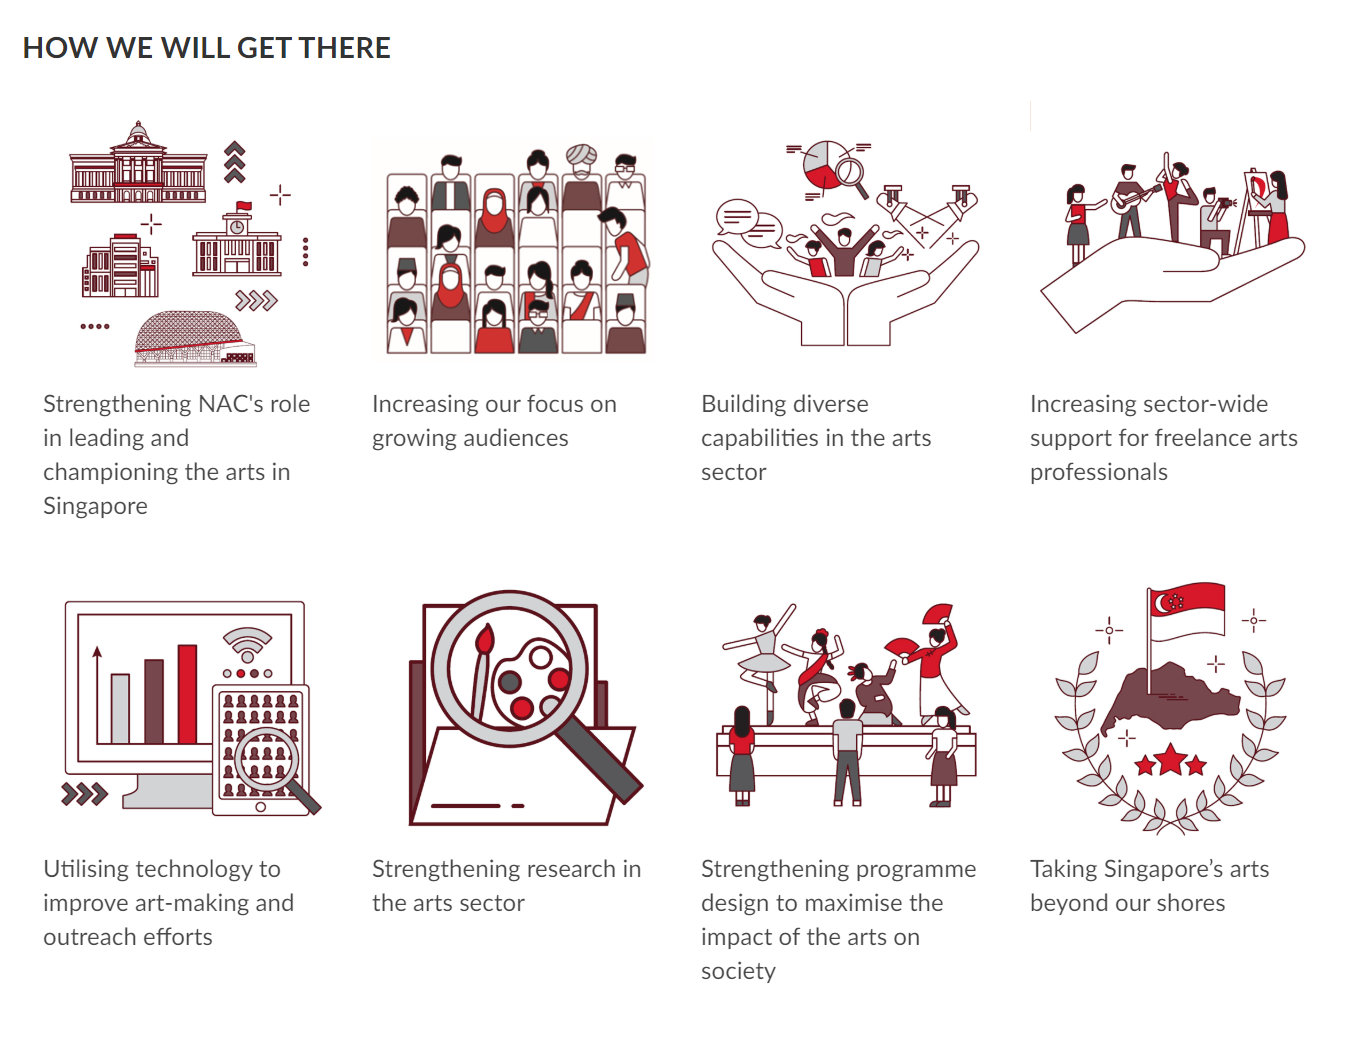 HOW WE WILL GET THERE
Strengthening NAC's role
in leading and
championing the arts in
Singapore
Increasing our focus on
growing audiences
Building diverse
capabilities in the arts
sector
Increasing sector-wide
support for freelance arts
professionals
Utilising technology to
improve art-making and
outreach efforts
Strengthening research in
the arts sector
Strengthening programme
design to maximise the
impact of the arts on
society
Taking Singapore’s arts
beyond our shores